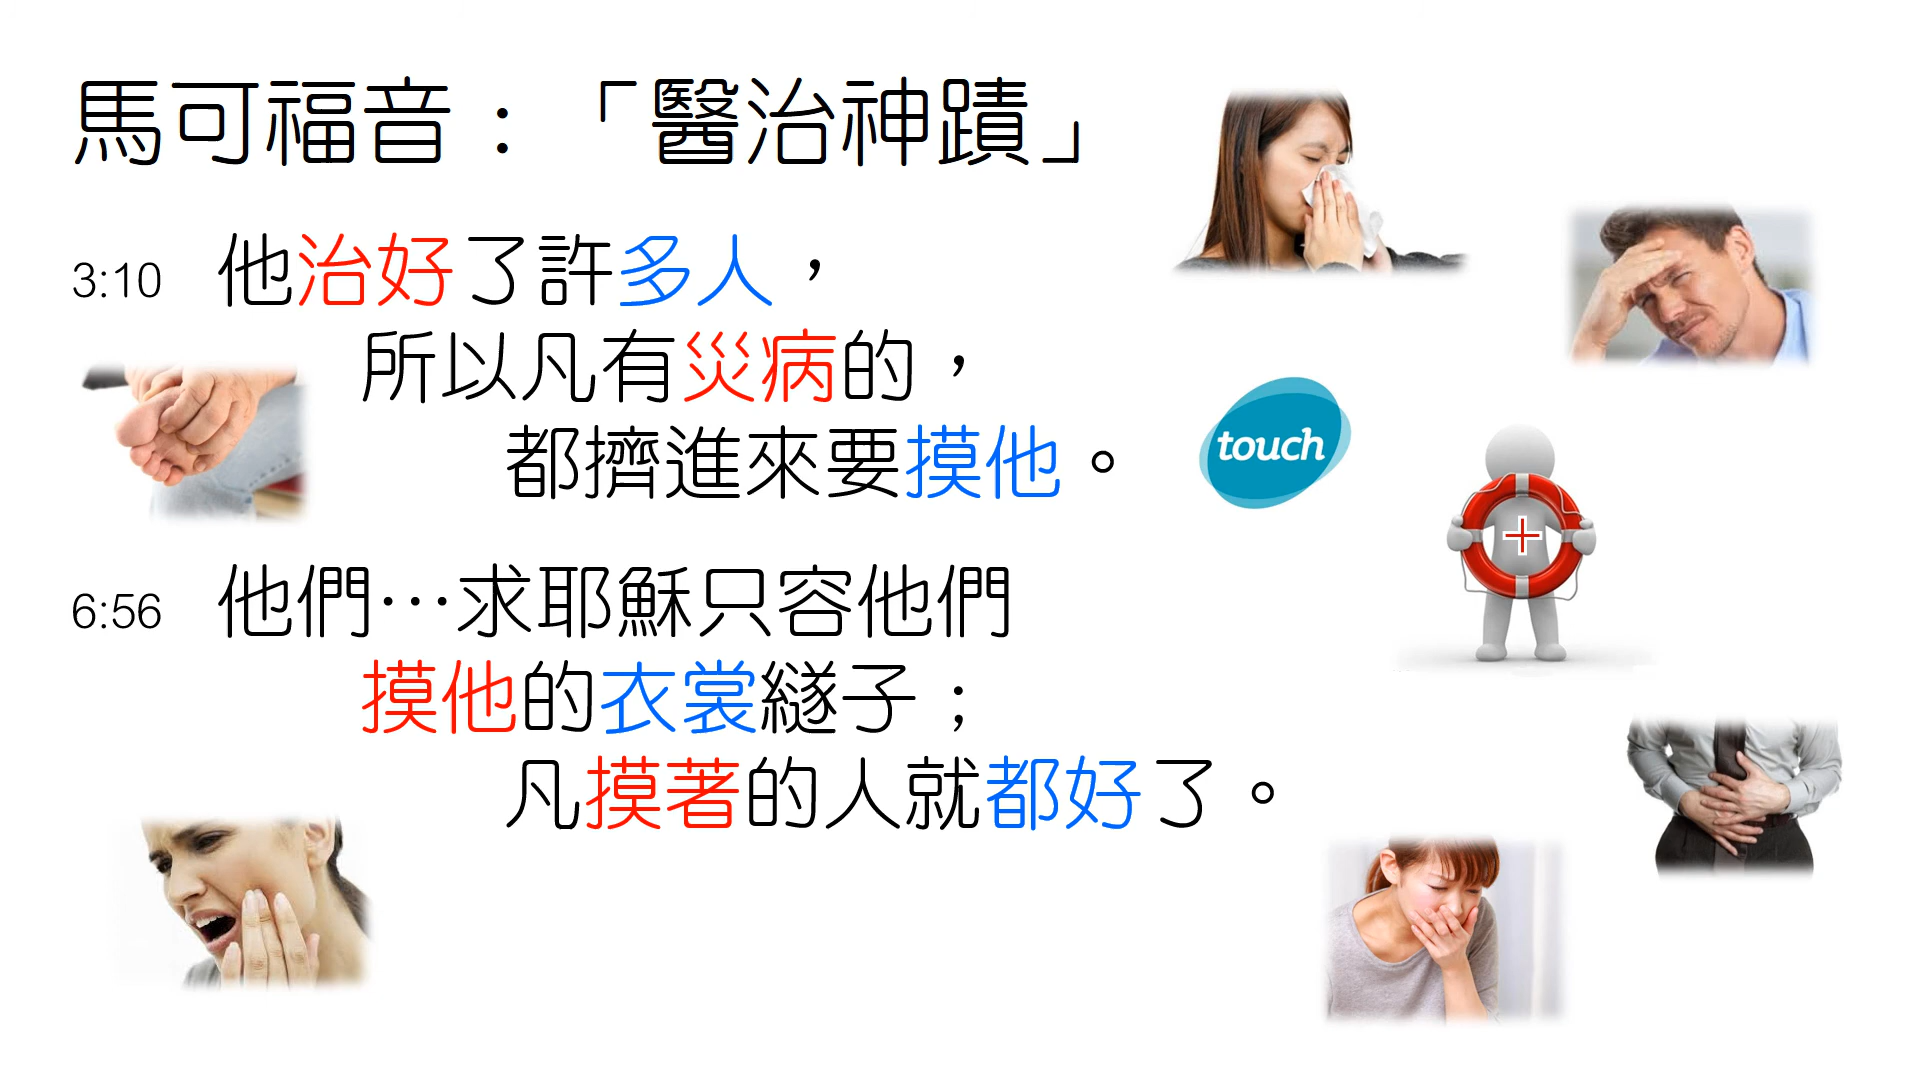 馬可福音：「醫治神蹟」
3:10 他治好了許多人，
所以凡有災病的，
都擠進來要摸他。
touch
6:56 他們…求耶穌只容他們
摸他的衣裳繸子；
凡摸著的人就都好了。